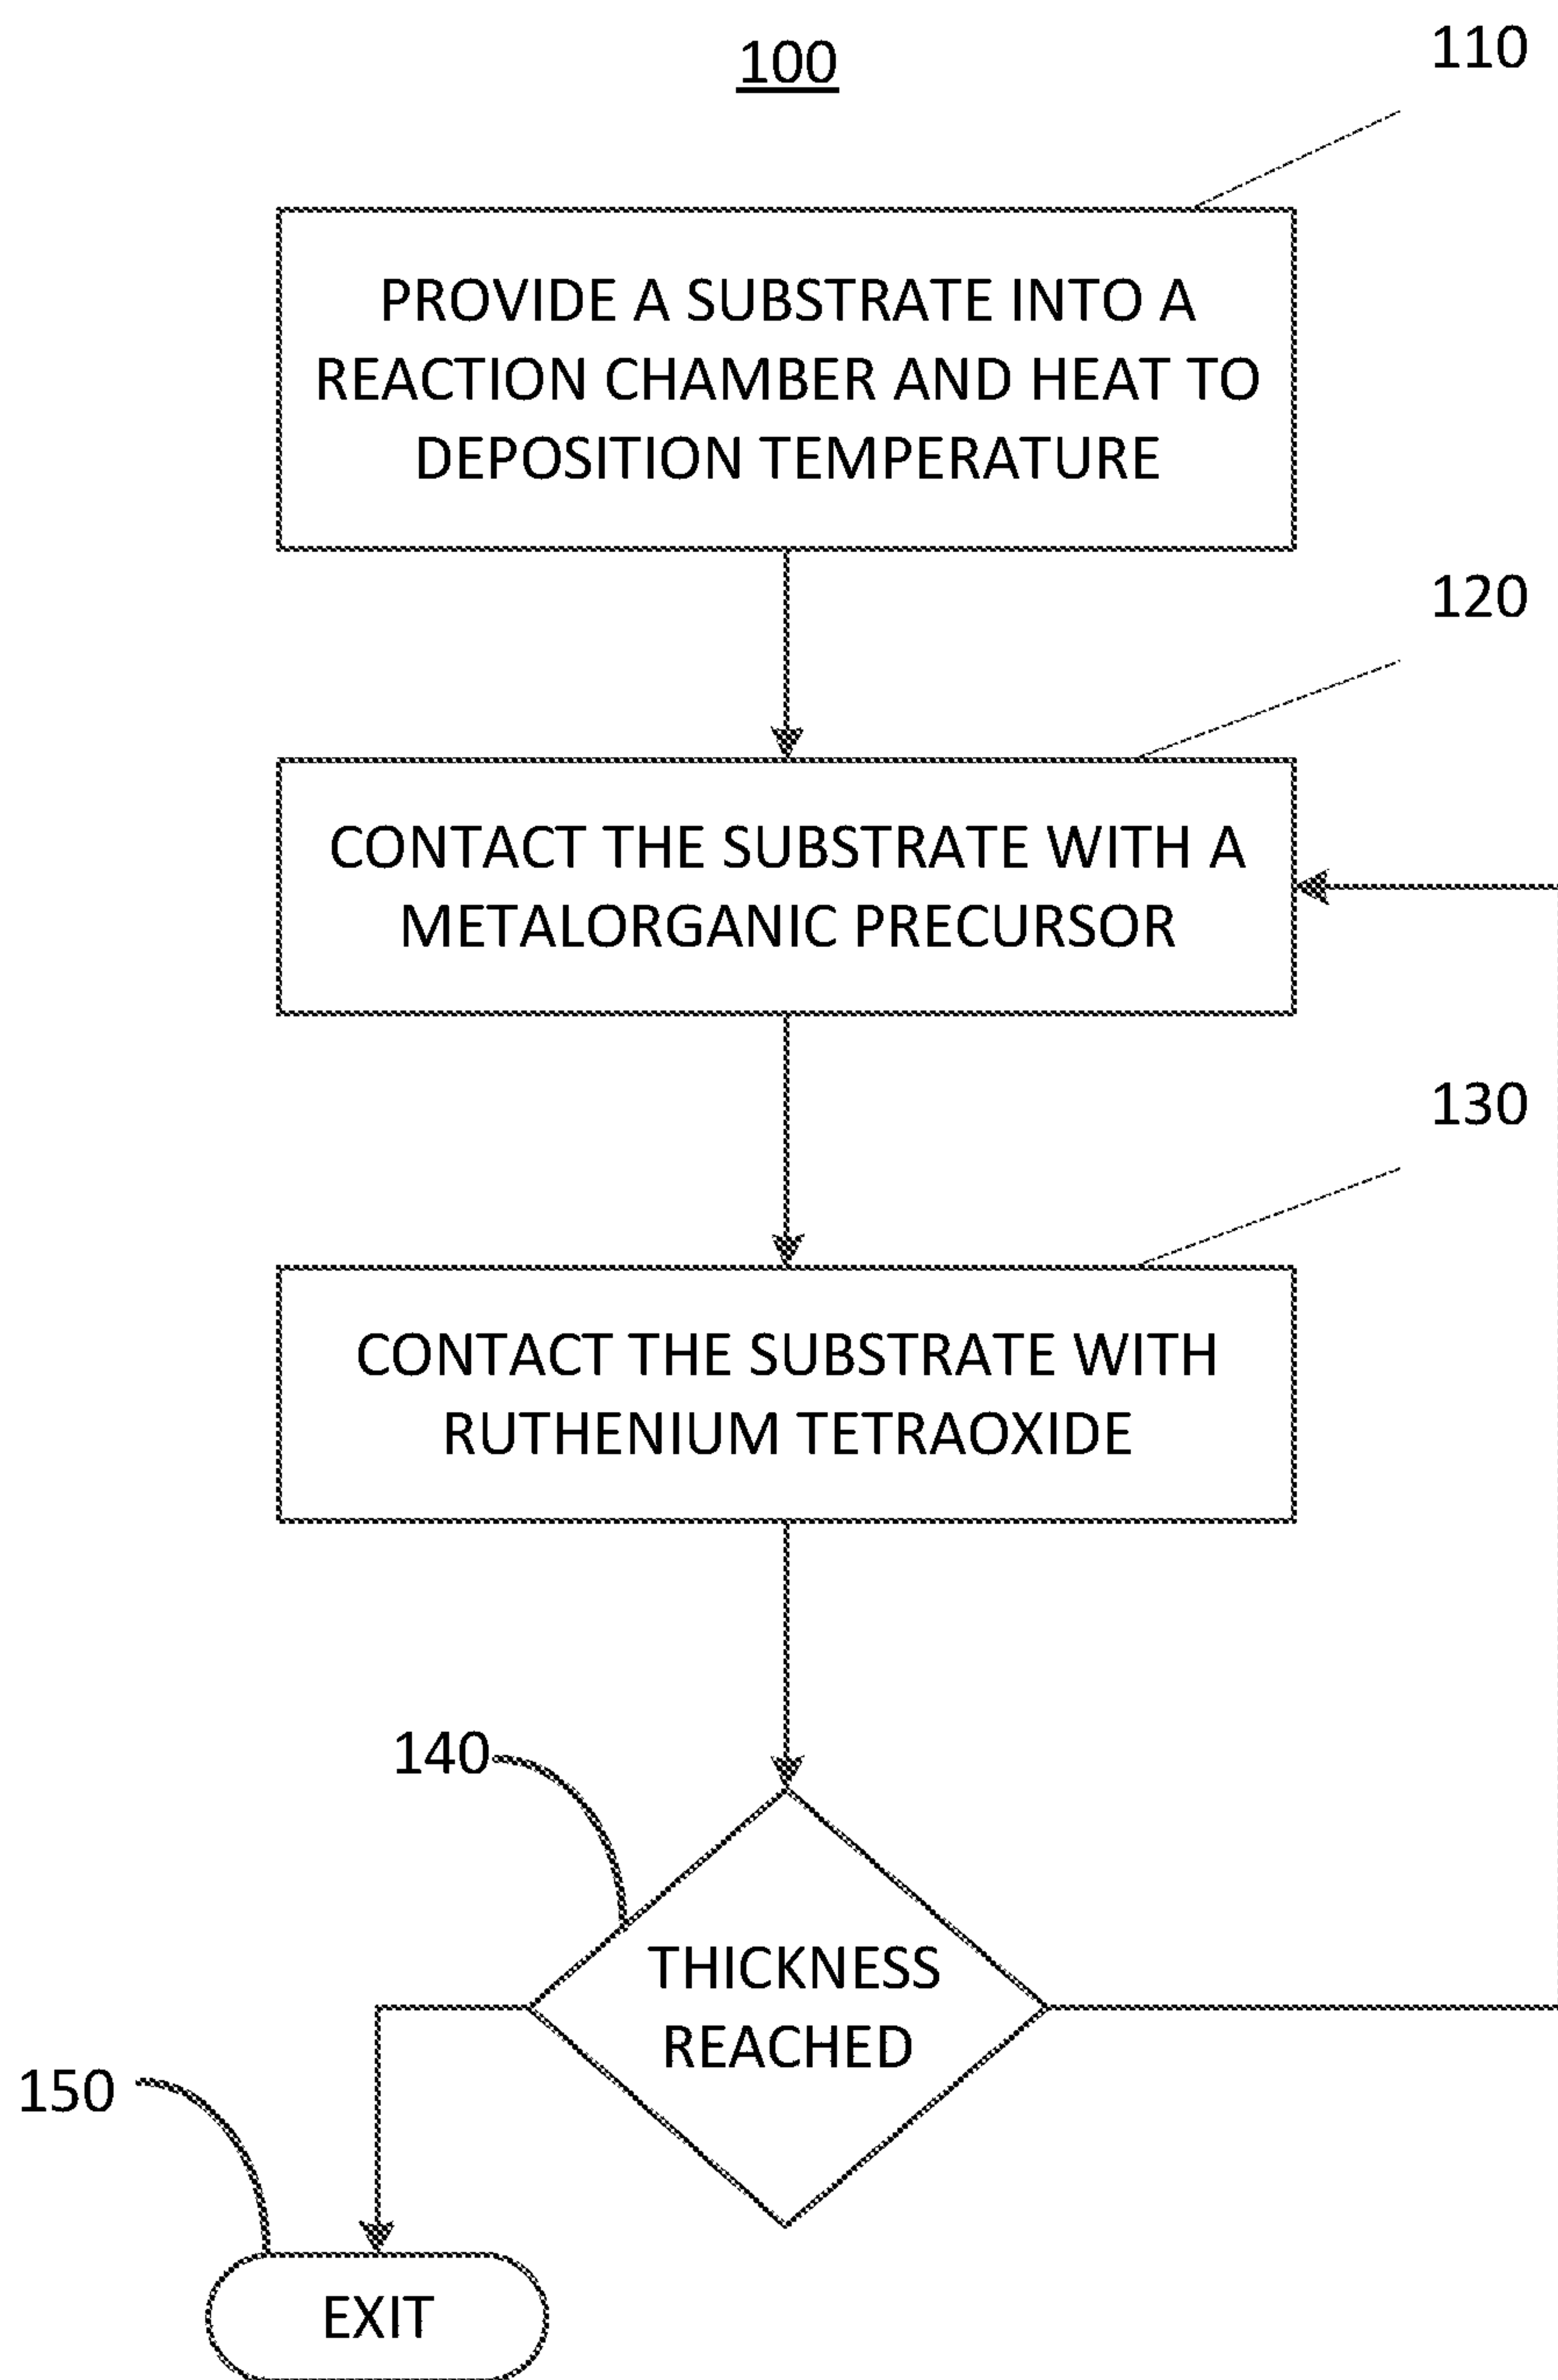 100
110
PROVIDE A SUBSTRATE INTO A
REACTION CHAMBER AND HEAT TO
DEPOSITION TEMPERATURE
120
CONTACT THE SUBSTRATE WITH A
METALORGANIC PRECURSOR
130
CONTACT THE SUBSTRATE WITH
RUTHENIUM TETRAOXIDE
140
THICKNESS
REACHED
150
EXIT